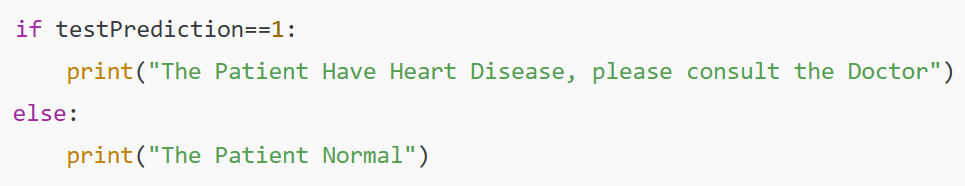 if testPrediction==1:
    print("The Patient Have Heart Disease, please consult the Doctor")
else:
    print("The Patient Normal")